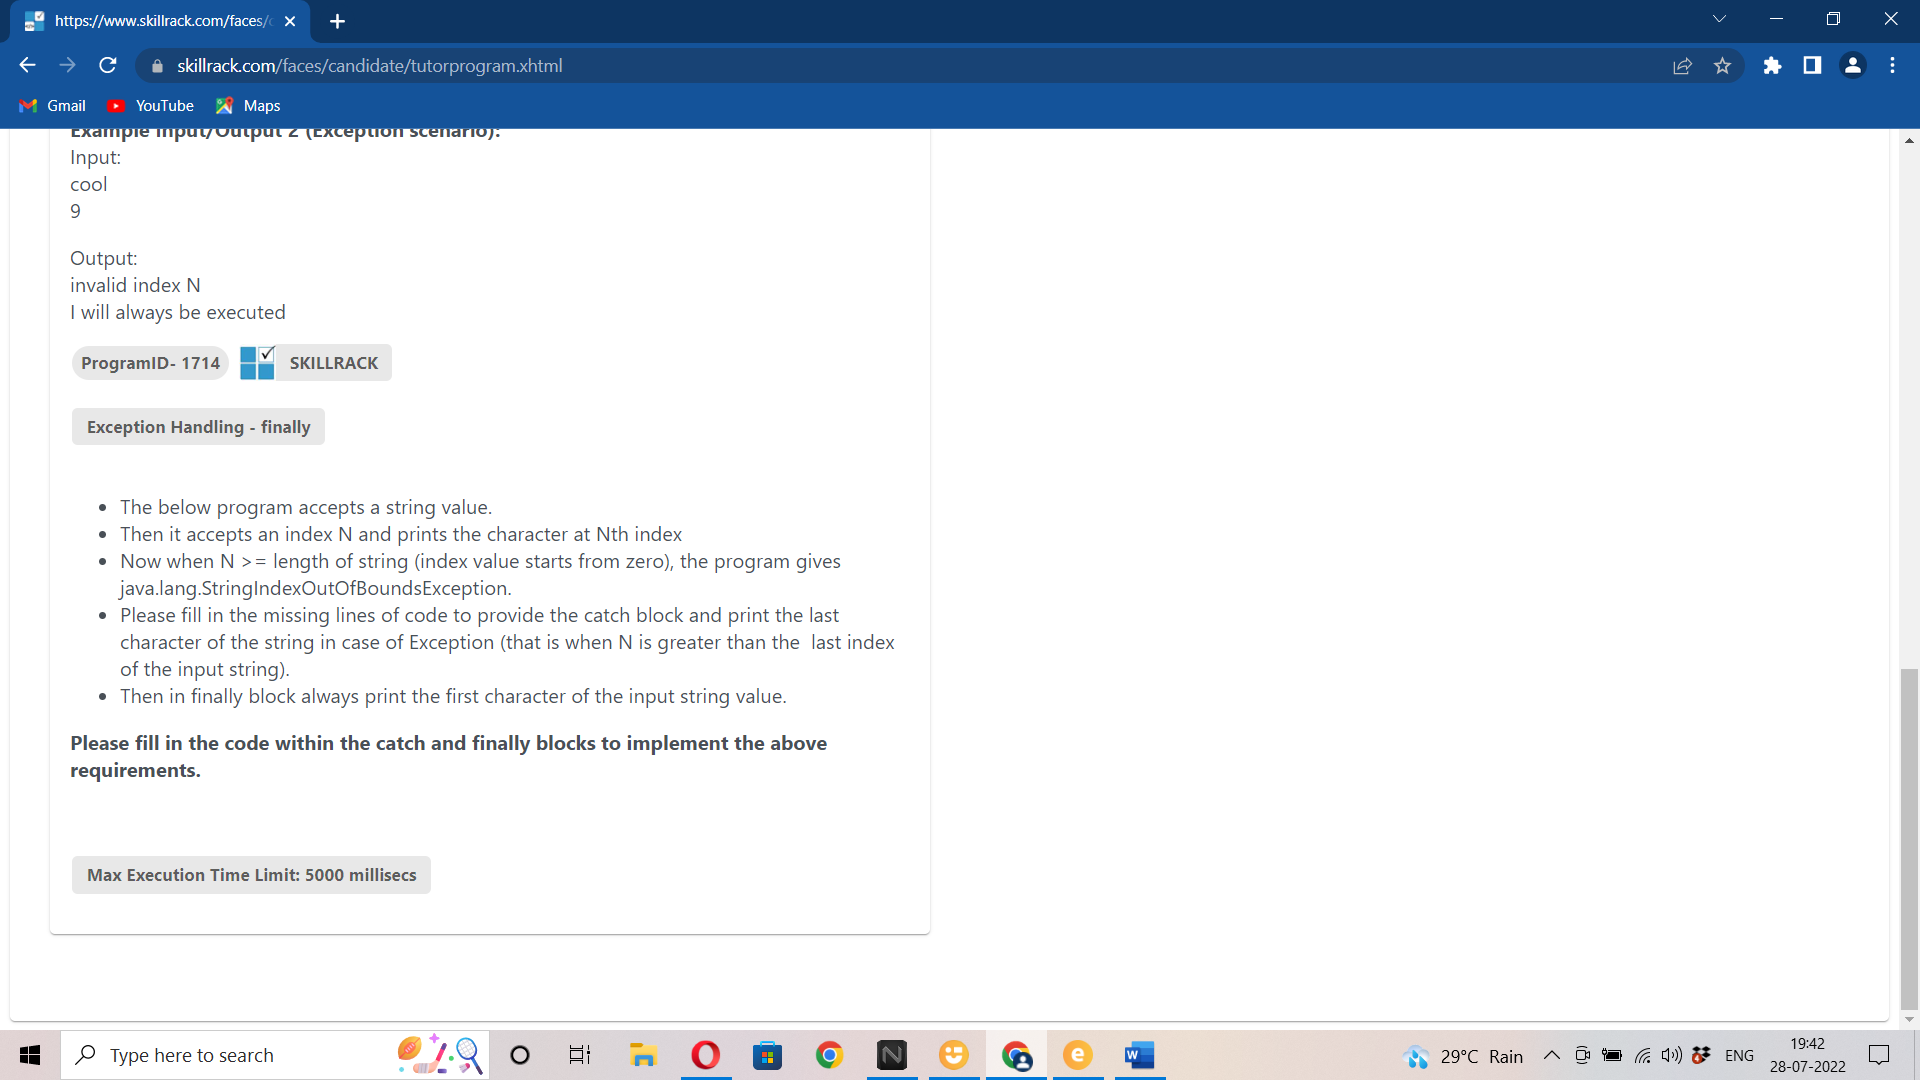 https://www.skillrack.com/faces/c
skillrack.com/faces/candidate/tutorprogram.xhtml
Gmail
YouTube
Maps
Example Input/Output 2 (Exception scenario):
Input:
cool
9
Output:
invalid index N
I will always be executed
ProgramID- 1714
SKILLRACK
Exception Handling - finally
• The below program accepts a string value.
• Then it accepts an index N and prints the character at Nth index
• Now when N >= length of string (index value starts from zero), the program gives
java.lang.StringIndexOutOfBoundsException.
• Please fill in the missing lines of code to provide the catch block and print the last
character of the string in case of Exception (that is when N is greater than the  last index
of the input string).
• Then in finally block always print the first character of the input string value.
Please fill in the code within the catch and finally blocks to implement the above
requirements.
Max Execution Time Limit: 5000 millisecs
Type here to search
29°C Rain
ENG
19:42
28-07-2022